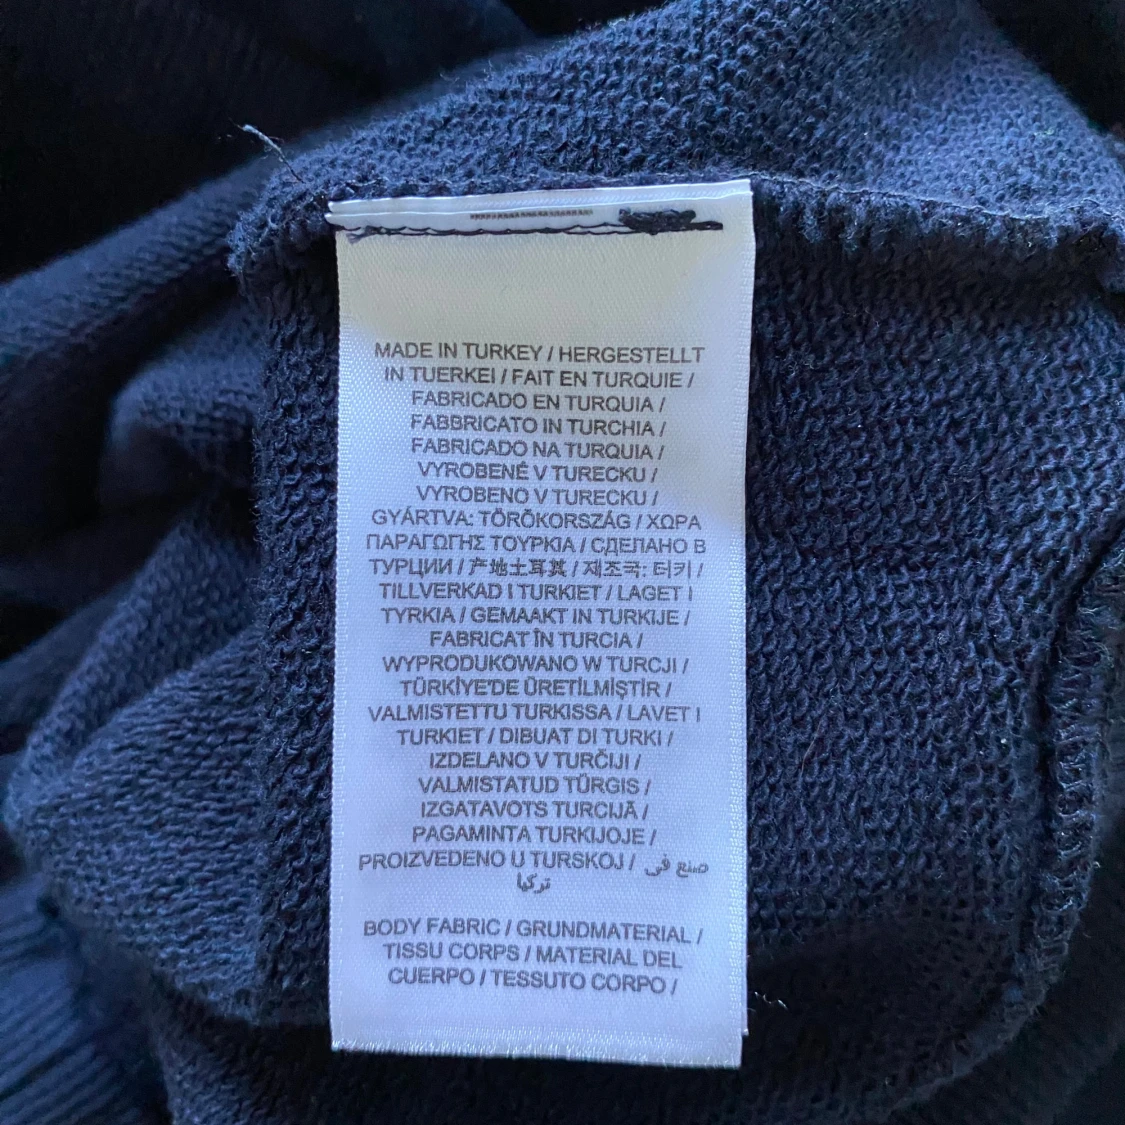 MADE IN TURKEY / HERGESTELLT
IN TUERKEI / FAIT EN TURQUIE /
FABRICADO EN TURQUIA /
FABBRICATO IN TURCHIA /
FABRICADO NA TURQUIA /
VYROBENÉ V TURECKU /
VYROBENO V TURECKU /
GYÁRTVA: TÖRÖKORSZÁG / ΧΩΡΑ
ΠΑΡΑΓΩΓΗΣ ΤΟΥΡΚΙΑ / СДЕЛАНО В
ТУРЦИИ / 产地土耳其 / 제조국: 터키 /
TILLVERKAD I TURKIET / LAGET I
TYRKIA / GEMAAKT IN TURKIJE /
FABRICAT ÎN TURCIA /
WYPRODUKOWANO W TURCJI /
TÜRKİYE'DE ÜRETİLMİŞTİR /
VALMISTETTU TURKISSA / LAVET I
TURKIET / DIBUAT DI TURKI /
IZDELANO V TURČIJI /
VALMISTATUD TÜRGIS /
IZGATAVOTS TURCIJĀ /
PAGAMINTA TURKIJOJE /
PROIZVEDENO U TURSKOJ / صنع في
تركيا
BODY FABRIC / GRUNDMATERIAL /
TISSU CORPS / MATERIAL DEL
CUERPO / TESSUTO CORPO /